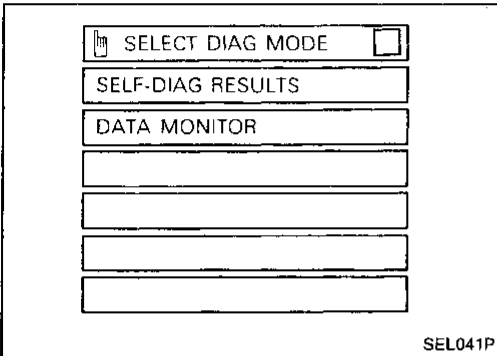 SELECT DIAG MODE
SELF-DIAG RESULTS
DATA MONITOR
SEL041P